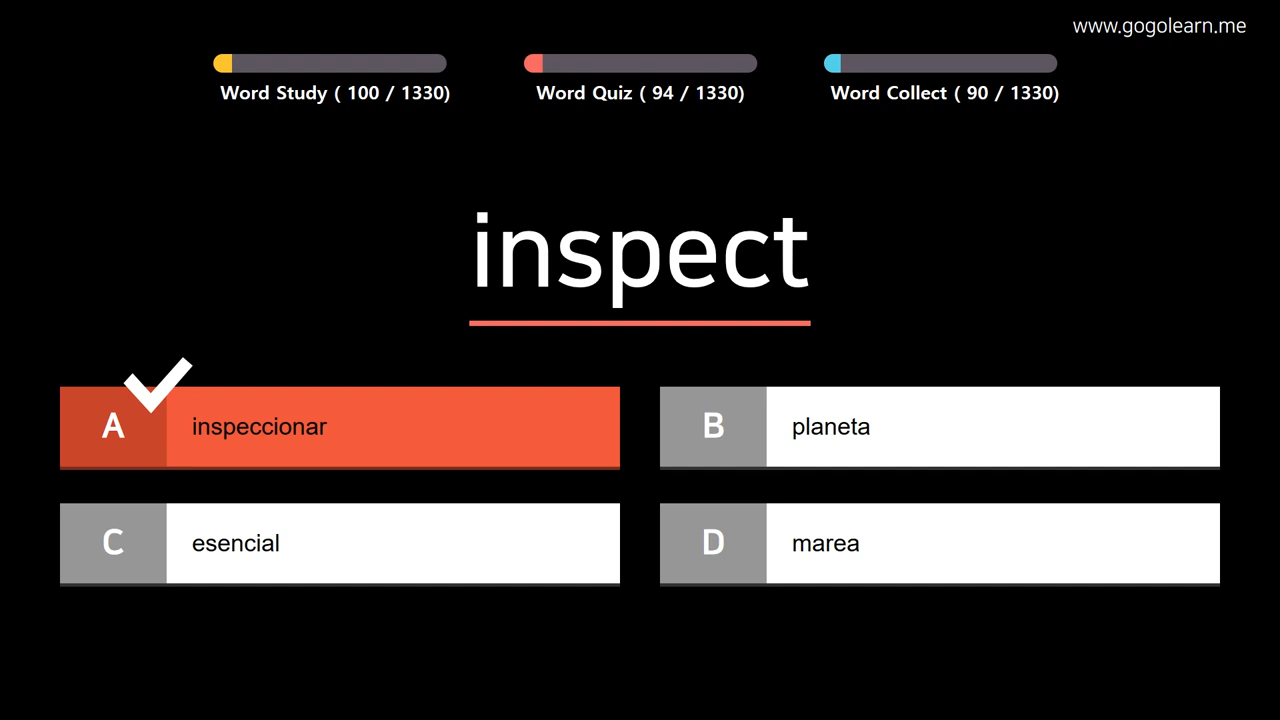 www.gogolearn.me
Word Study ( 100 / 1330)
Word Quiz ( 94 / 1330)
Word Collect ( 90 / 1330)
inspect
A inspeccionar
B planeta
C esencial
D marea